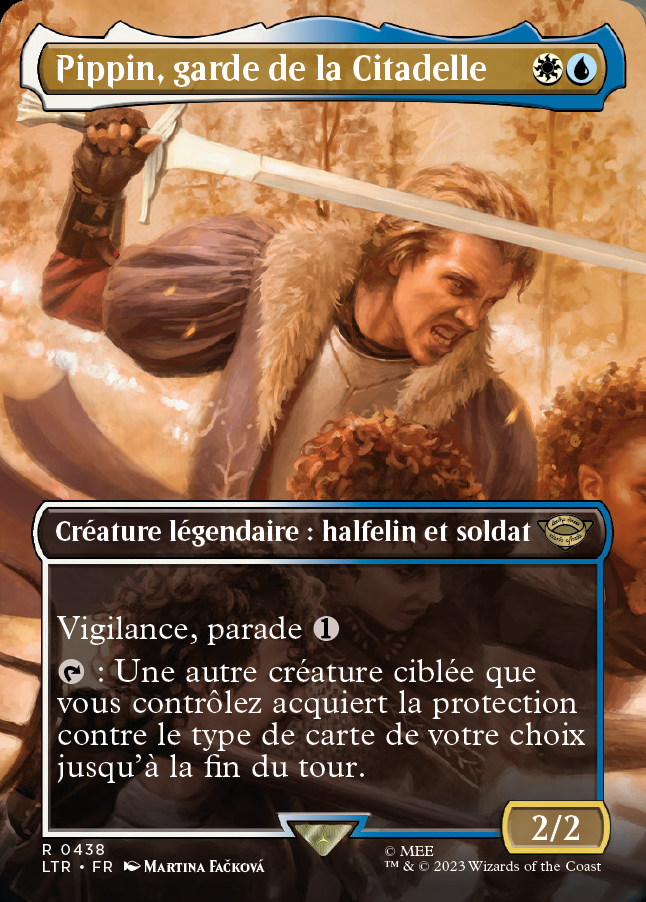 Pippin, garde de la Citadelle
Créature légendaire : halfelin et soldat
Vigilance, parade 1
: Une autre créature ciblée que
vous contrôlez acquiert la protection
contre le type de carte de votre choix
jusqu'à la fin du tour.
2/2
R 0438
LTR • FR Martina Fačková
© MEE
™ & © 2023 Wizards of the Coast